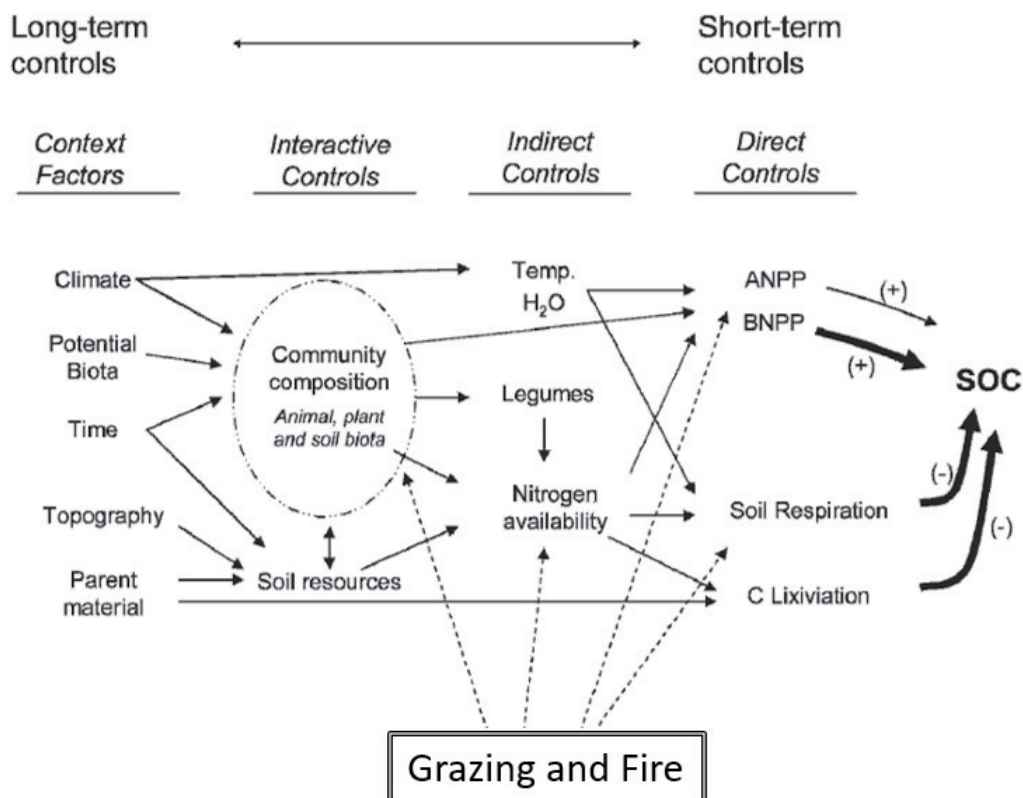 Long-term
controls
Short-term
controls
Context
Factors
Interactive
Controls
Indirect
Controls
Direct
Controls
Climate
Potential
Biota
Time
Topography
Parent
material
Community
composition
Animal, plant
and soil biota
Soil resources
Temp.
H₂O
Legumes
Nitrogen
availability
ANPP
BNPP
Soil Respiration
C Lixiviation
(+)
(+)
SOC
(-)
(-)
Grazing and Fire